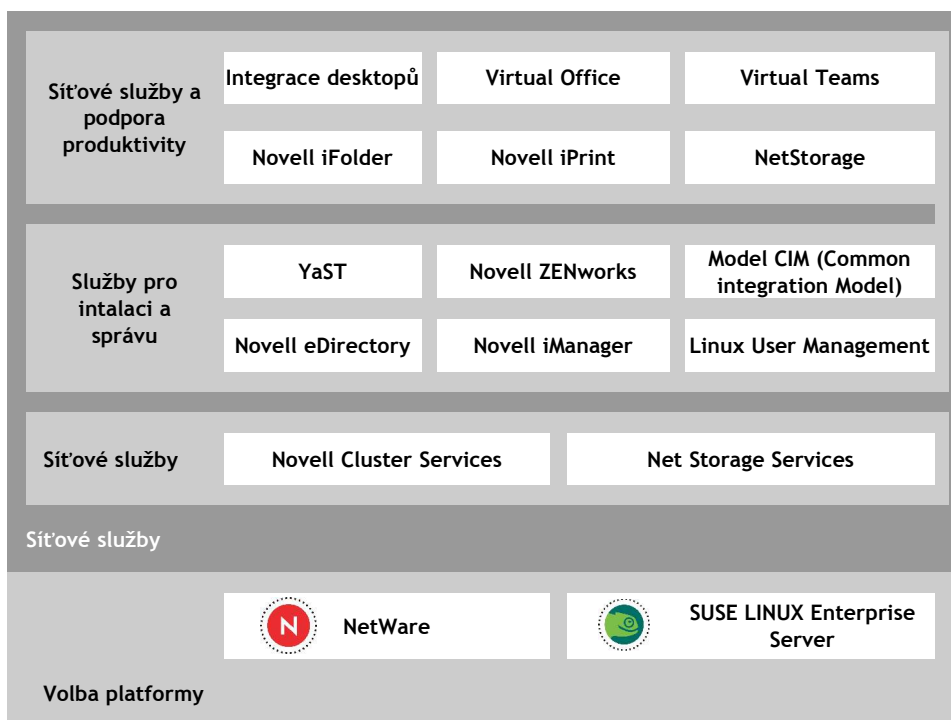 Síťové služby a
podpora
produktivity
Integrace desktopů
Virtual Office
Virtual Teams
Novell iFolder
Novell iPrint
NetStorage
Služby pro
intalaci a
správu
YaST
Novell ZENworks
Model CIM (Common
integration Model)
Novell eDirectory
Novell iManager
Linux User Management
Síťové služby
Novell Cluster Services
Net Storage Services
Síťové služby
N
NetWare
SUSE LINUX Enterprise
Server
Volba platformy